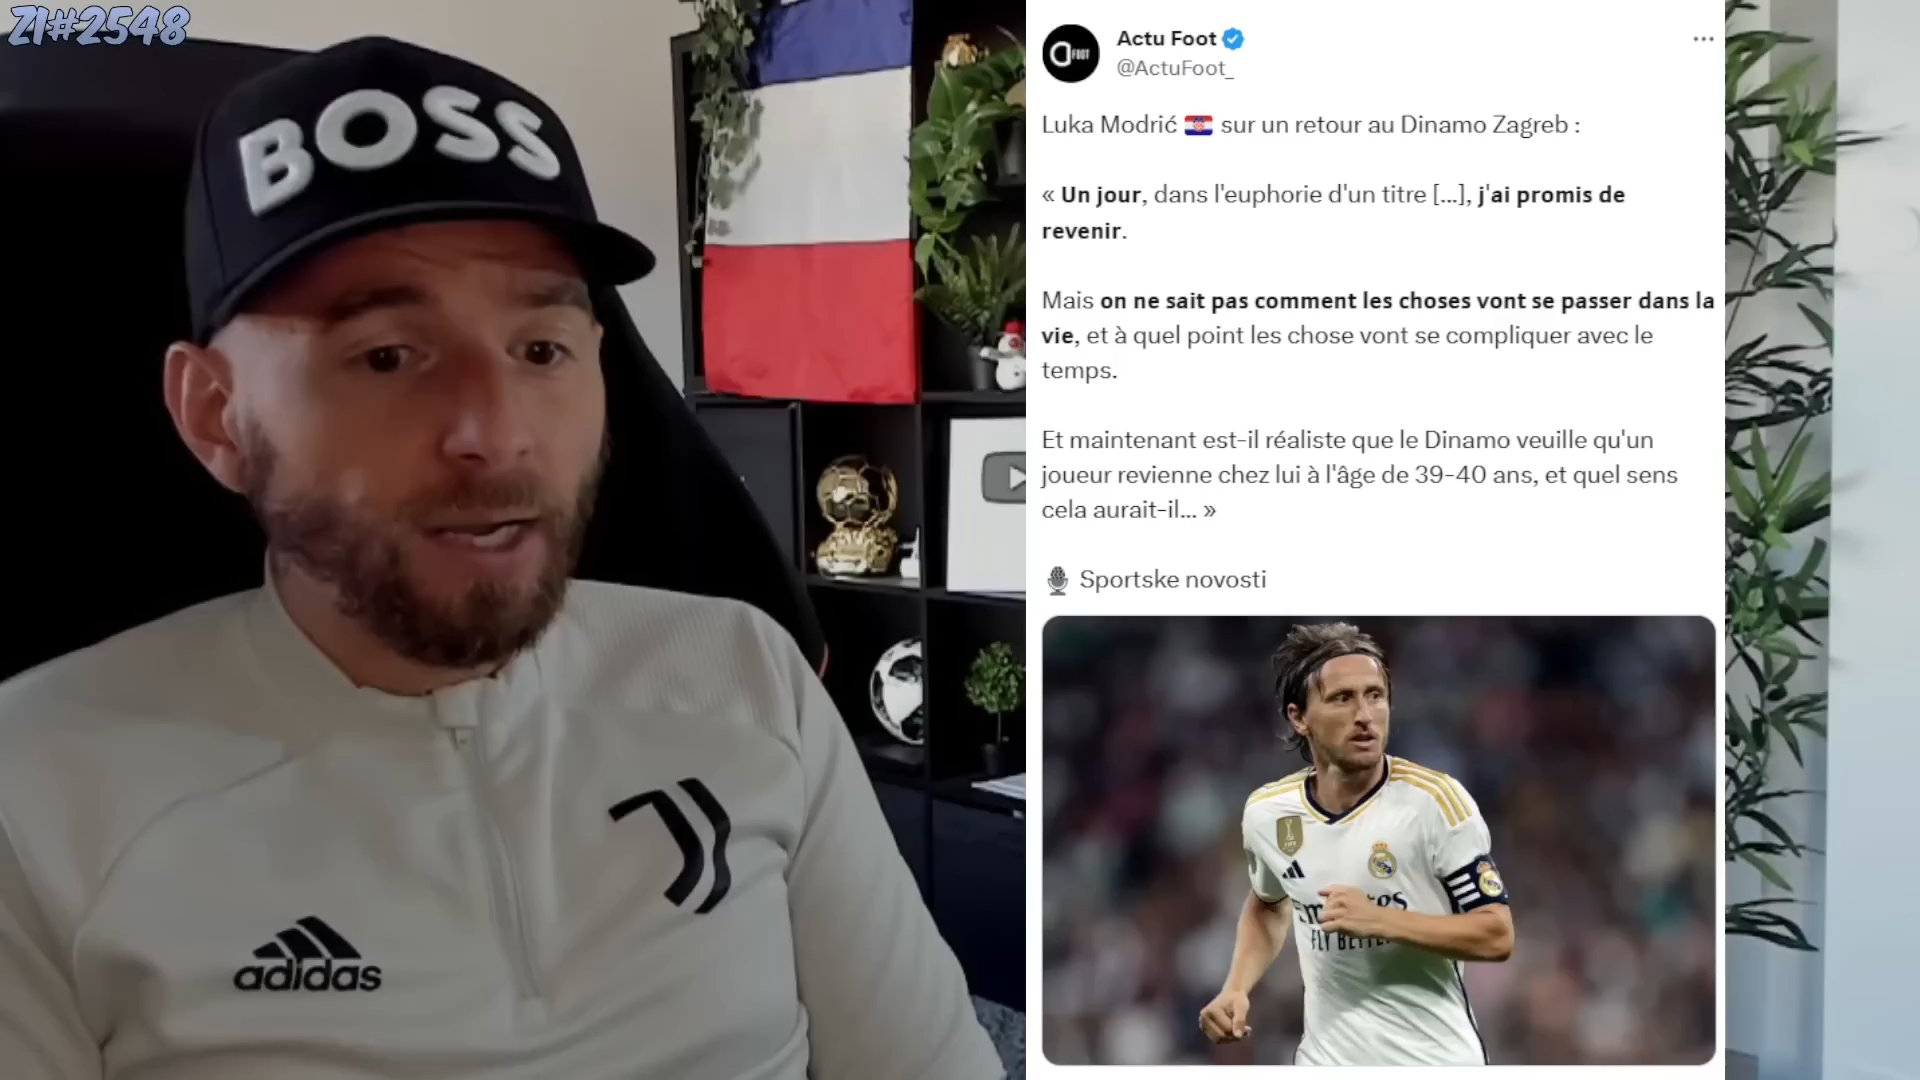 ZI#2548
BOSS
adidas
Actu Foot
@ActuFoot_
Luka Modrić sur un retour au Dinamo Zagreb :
« Un jour, dans l'euphorie d'un titre [...], j'ai promis de
revenir.
Mais on ne sait pas comment les choses vont se passer dans la
vie, et à quel point les chose vont se compliquer avec le
temps.
Et maintenant est-il réaliste que le Dinamo veuille qu'un
joueur revienne chez lui à l'âge de 39-40 ans, et quel sens
cela aurait-il... »
Sportske novosti
FLY BETTER